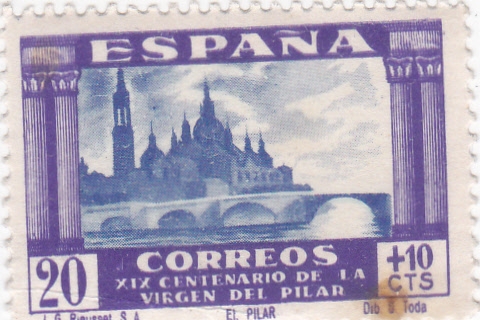 ESPAÑA
CORREOS
20
+10
CTS
XIX CENTENARIO DE LA
VIRGEN DEL PILAR
EL PILAR
Dib. S. Toda